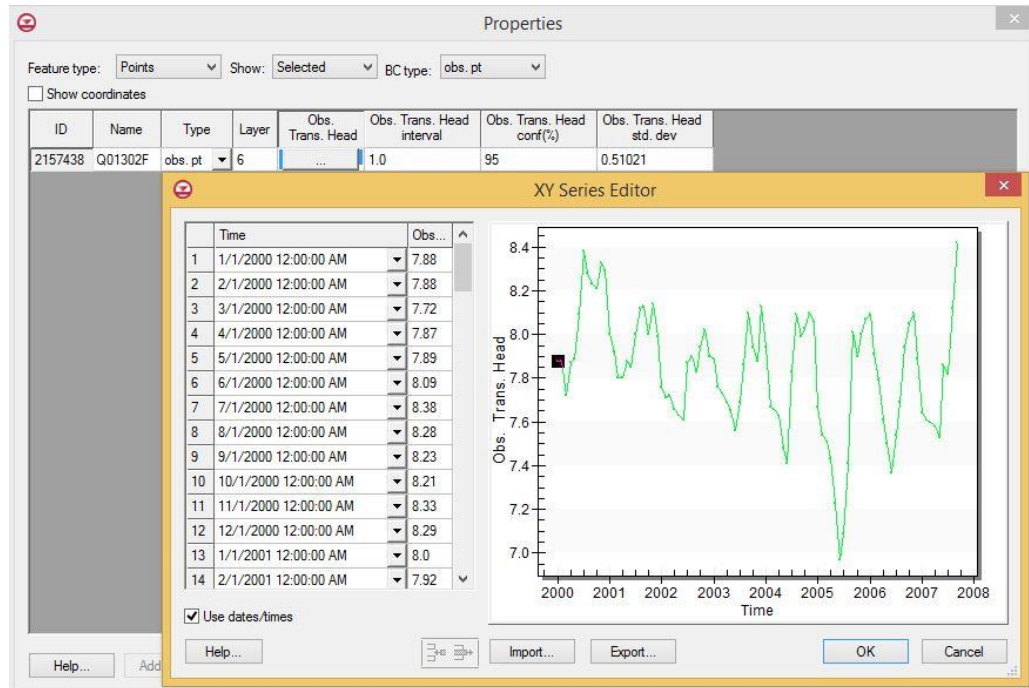 Properties
Feature type: Points Show: Selected BC type: obs. pt
Show coordinates
ID Name Type Layer Obs. Trans. Head Obs. Trans. Head interval Obs. Trans. Head conf(%) Obs. Trans. Head std. dev
2157438 Q01302F obs. pt 6 ... 1.0 95 0.51021
XY Series Editor
Time Obs...
1 1/1/2000 12:00:00 AM 7.88
2 2/1/2000 12:00:00 AM 7.88
3 3/1/2000 12:00:00 AM 7.72
4 4/1/2000 12:00:00 AM 7.87
5 5/1/2000 12:00:00 AM 7.89
6 6/1/2000 12:00:00 AM 8.09
7 7/1/2000 12:00:00 AM 8.38
8 8/1/2000 12:00:00 AM 8.28
9 9/1/2000 12:00:00 AM 8.23
10 10/1/2000 12:00:00 AM 8.21
11 11/1/2000 12:00:00 AM 8.33
12 12/1/2000 12:00:00 AM 8.29
13 1/1/2001 12:00:00 AM 8.0
14 2/1/2001 12:00:00 AM 7.92
Obs. Trans. Head
8.4
8.2
8.0
7.8
7.6
7.4
7.2
7.0
2000 2001 2002 2003 2004 2005 2006 2007 2008
Time
Use dates/times
Help... Import... Export... OK Cancel
Help... Add